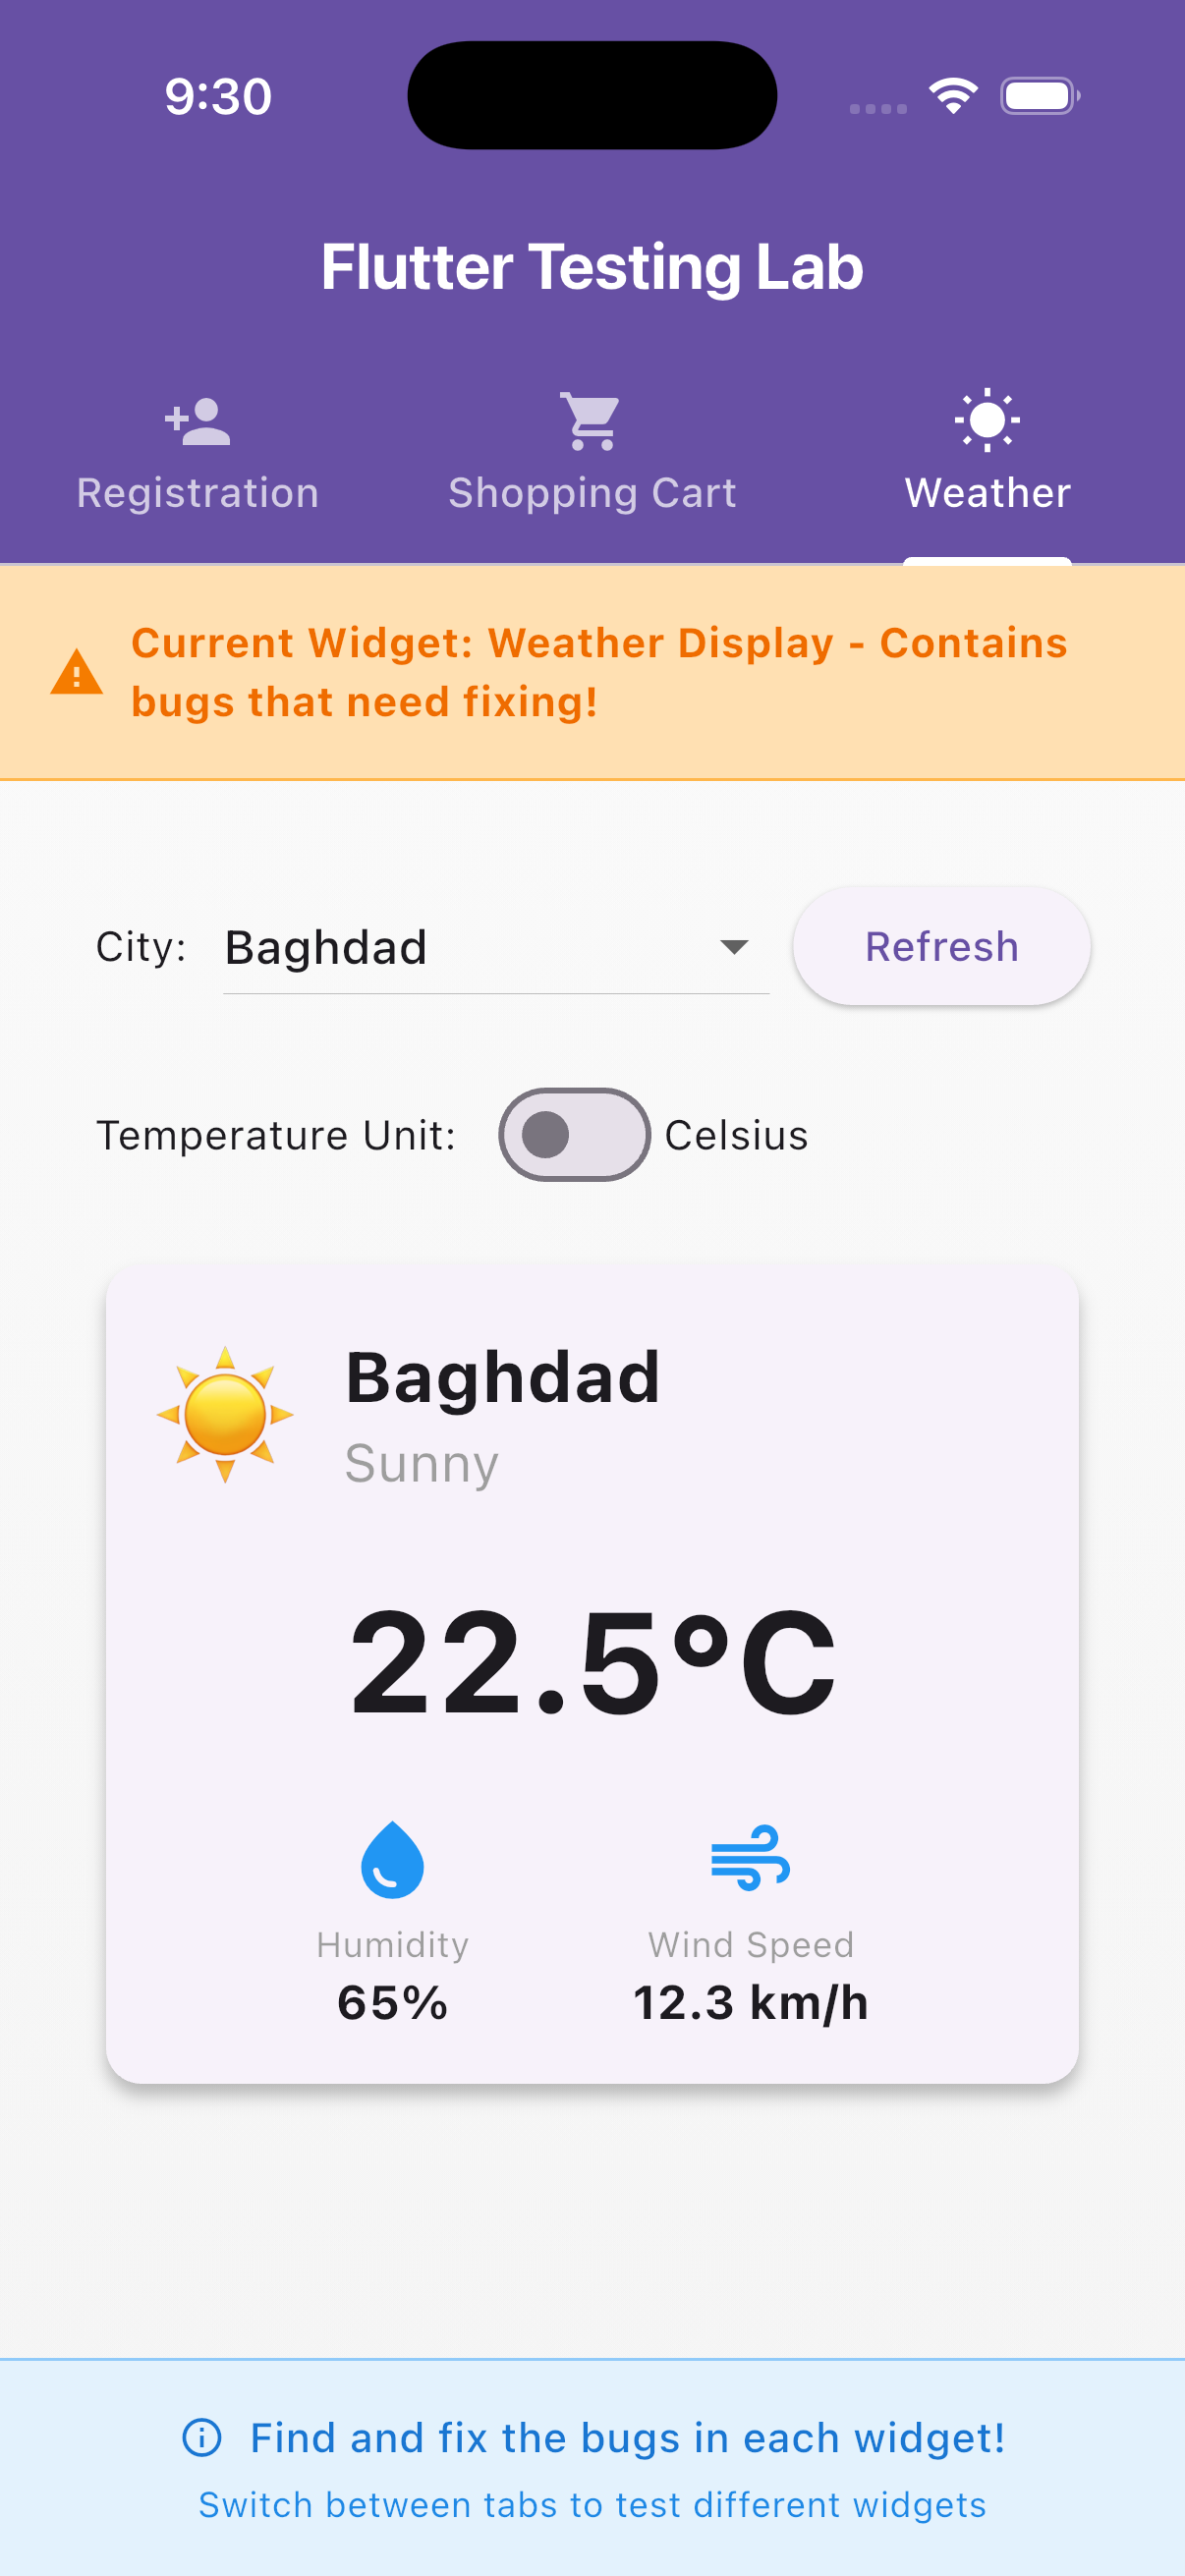 9:30
Flutter Testing Lab
Registration
Shopping Cart
Weather
Current Widget: Weather Display - Contains
bugs that need fixing!
City:
Baghdad
Refresh
Temperature Unit:
Celsius
Baghdad
Sunny
22.5°C
Humidity
Wind Speed
65%
12.3 km/h
Find and fix the bugs in each widget!
Switch between tabs to test different widgets